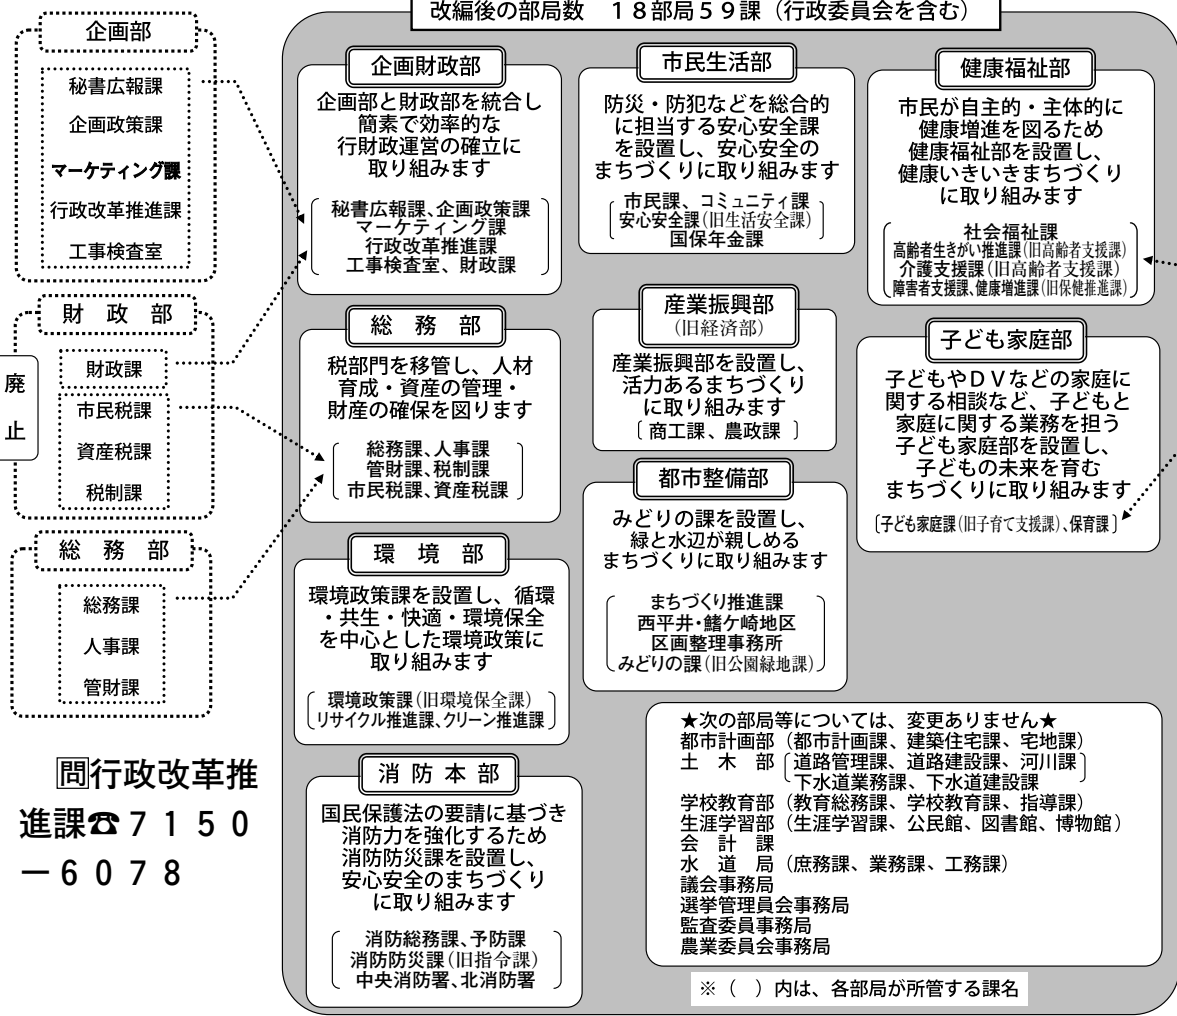 改編後の部局数　１８部局５９課（行政委員会を含む）
企画部
秘書広報課
企画政策課
マーケティング課
行政改革推進課
工事検査室
財　政　部
財政課
市民税課
資産税課
税制課
廃止
総　務　部
総務課
人事課
管財課
問行政改革推
進課☎７１５０
－６０７８
企画財政部
企画部と財政部を統合し
簡素で効率的な
行財政運営の確立に
取り組みます
秘書広報課、企画政策課
マーケティング課
行政改革推進課
工事検査室、財政課
総　務　部
税部門を移管し、人材
育成・資産の管理・
財産の確保を図ります
総務課、人事課
管財課、税制課
市民税課、資産税課
環　境　部
環境政策課を設置し、循環
・共生・快適・環境保全
を中心とした環境政策に
取り組みます
環境政策課（旧環境保全課）
リサイクル推進課、クリーン推進課
消 防 本 部
国民保護法の要請に基づき
消防力を強化するため
消防防災課を設置し、
安心安全のまちづくり
に取り組みます
消防総務課、予防課
消防防災課（旧指令課）
中央消防署、北消防署
市民生活部
防災・防犯などを総合的
に担当する安心安全課
を設置し、安心安全の
まちづくりに取り組みます
市民課、コミュニティ課
安心安全課（旧生活安全課）
国保年金課
産業振興部
（旧経済部）
産業振興部を設置し、
活力あるまちづくり
に取り組みます
〔 商工課、農政課 〕
都市整備部
みどりの課を設置し、
緑と水辺が親しめる
まちづくりに取り組みます
まちづくり推進課
西平井・鰭ケ崎地区
区画整理事務所
みどりの課（旧公園緑地課）
健康福祉部
市民が自主的・主体的に
健康増進を図るため
健康福祉部を設置し、
健康いきいきまちづくり
に取り組みます
社会福祉課
高齢者生きがい推進課（旧高齢者支援課）
介護支援課（旧高齢者支援課）
障害者支援課、健康増進課（旧保健推進課）
子ども家庭部
子どもやＤＶなどの家庭に
関する相談など、子どもと
家庭に関する業務を担う
子ども家庭部を設置し、
子どもの未来を育む
まちづくりに取り組みます
〔子ども家庭課（旧子育て支援課）、保育課〕
★次の部局等については、変更ありません★
都市計画部（都市計画課、建築住宅課、宅地課）
土　木　部〔道路管理課、道路建設課、河川課
下水道業務課、下水道建設課〕
学校教育部（教育総務課、学校教育課、指導課）
生涯学習部（生涯学習課、公民館、図書館、博物館）
会　計　課
水　道　局（庶務課、業務課、工務課）
議会事務局
選挙管理員会事務局
監査委員事務局
農業委員会事務局
※（　）内は、各部局が所管する課名